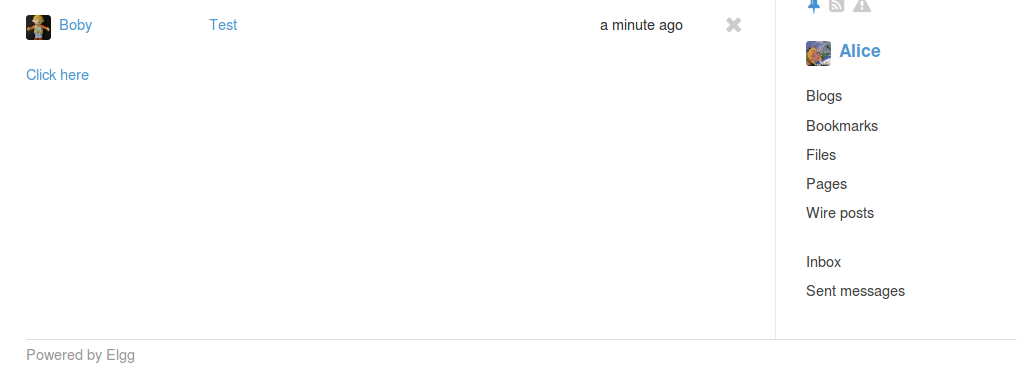 Boby Test a minute ago
Click here
Alice
Blogs
Bookmarks
Files
Pages
Wire posts
Inbox
Sent messages
Powered by Elgg